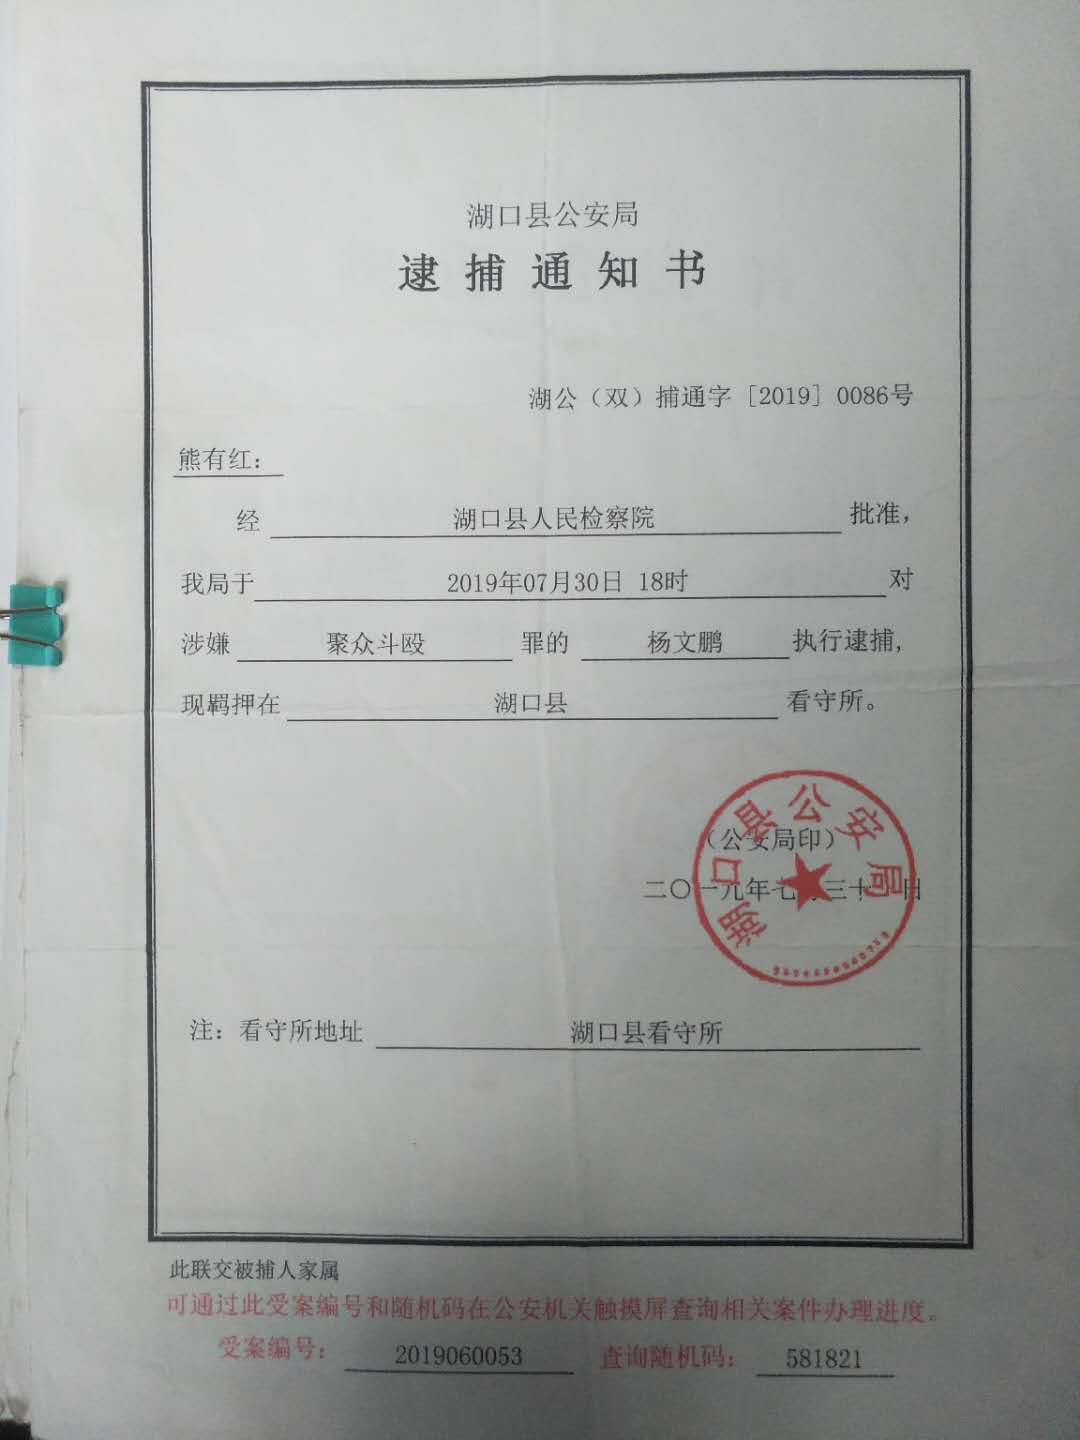 湖口县公安局
逮捕通知书
湖公（双）捕通字［2019］0086号
熊有红：
经 湖口县人民检察院 批准，
我局于 2019年07月30日 18时 对
涉嫌 聚众斗殴 罪的 杨文鹏 执行逮捕，
现羁押在 湖口县 看守所。
湖口县公安局
（公安局印）
二〇一九年七月三十日
注：看守所地址 湖口县看守所
此联交被捕人家属
可通过此受案编号和随机码在公安机关触摸屏查询相关案件办理进度。
受案编号： 2019060053 查询随机码： 581821